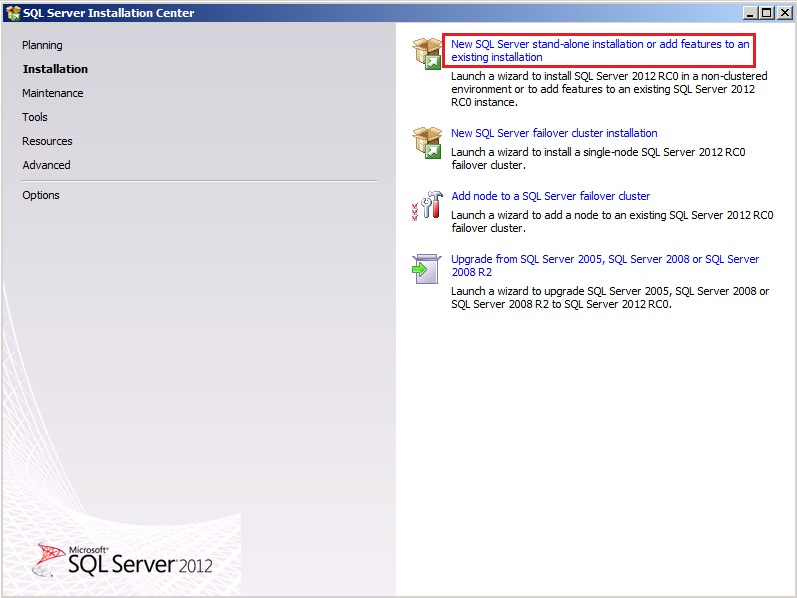 SQL Server Installation Center
Planning
Installation
Maintenance
Tools
Resources
Advanced
Options
New SQL Server stand-alone installation or add features to an
existing installation
Launch a wizard to install SQL Server 2012 RC0 in a non-clustered
environment or to add features to an existing SQL Server 2012
RC0 instance.
New SQL Server failover cluster installation
Launch a wizard to install a single-node SQL Server 2012 RC0
failover cluster.
Add node to a SQL Server failover cluster
Launch a wizard to add a node to an existing SQL Server 2012 RC0
failover cluster.
Upgrade from SQL Server 2005, SQL Server 2008 or SQL Server
2008 R2
Launch a wizard to upgrade SQL Server 2005, SQL Server 2008 or
SQL Server 2008 R2 to SQL Server 2012 RC0.
Microsoft®
SQL Server® 2012